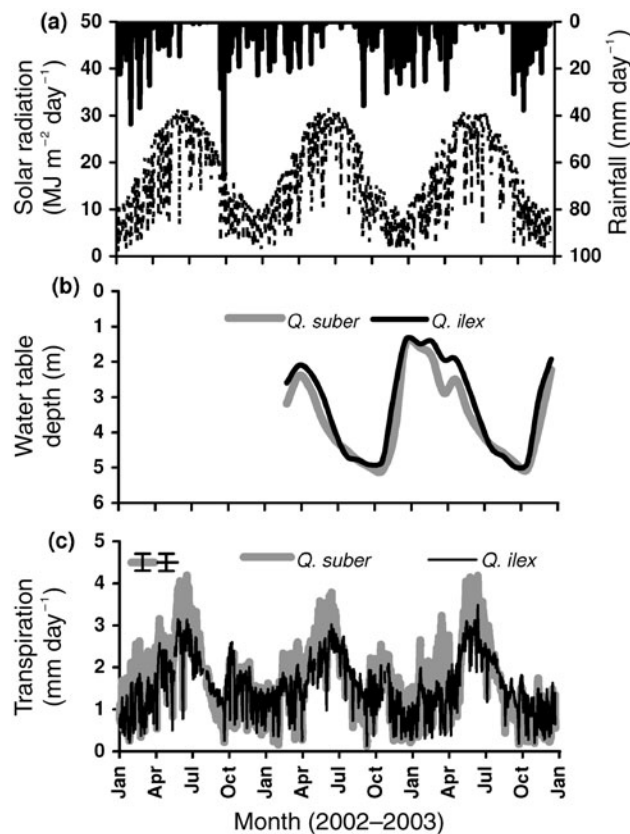 (a)
50
40
30
20
10
0
Solar radiation
(MJ m⁻² day⁻¹)
0
20
40
60
80
100
Rainfall (mm day⁻¹)
(b)
0
1
2
3
4
5
6
Water table
depth (m)
Q. suber
Q. ilex
(c)
5
4
3
2
1
0
Transpiration
(mm day⁻¹)
Q. suber
Q. ilex
Jan
Apr
Jul
Oct
Jan
Apr
Jul
Oct
Jan
Apr
Jul
Oct
Jan
Month (2002–2003)